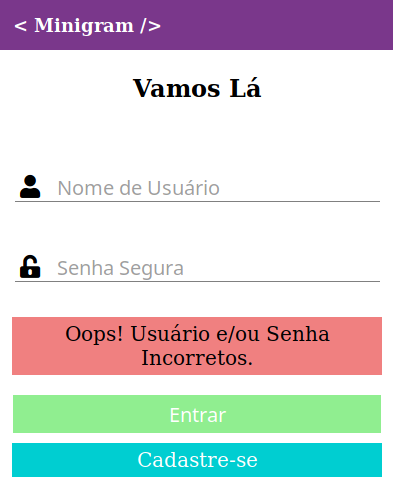 < Minigram />
Vamos Lá
Nome de Usuário
Senha Segura
Oops! Usuário e/ou Senha
Incorretos.
Entrar
Cadastre-se